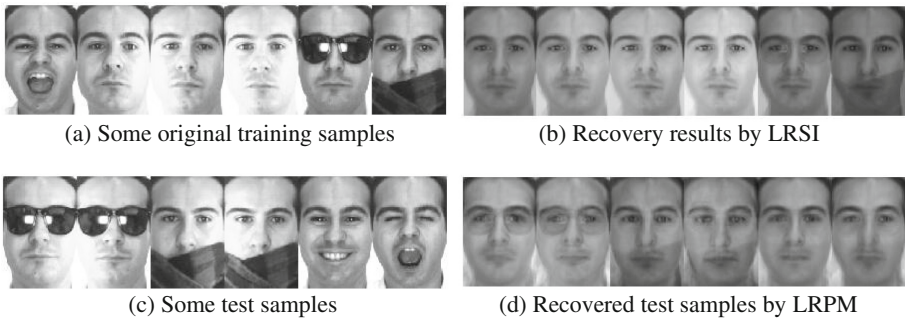 (a) Some original training samples
(b) Recovery results by LRSI
(c) Some test samples
(d) Recovered test samples by LRPM